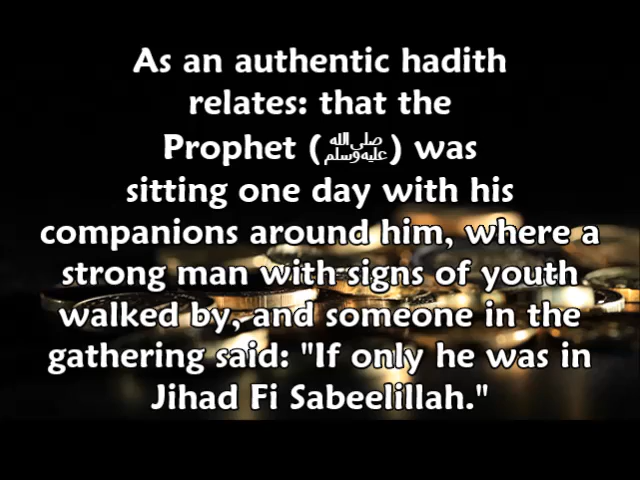 As an authentic hadith
relates: that the
Prophet (ﷺ) was
sitting one day with his
companions around him, where a
strong man with signs of youth
walked by, and someone in the
gathering said: "If only he was in
Jihad Fi Sabeelillah."